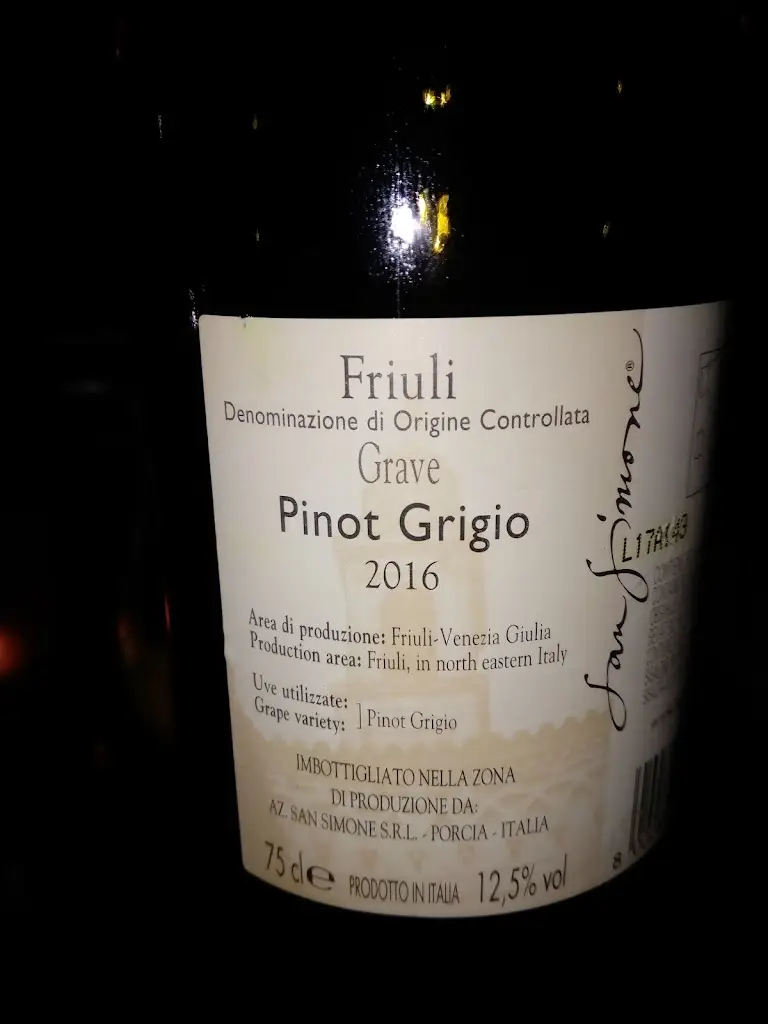 Friuli
Denominazione di Origine Controllata
Grave
Pinot Grigio
2016
Area di produzione: Friuli-Venezia Giulia
Production area: Friuli, in north eastern Italy
Uve utilizzate:
Grape variety: ] Pinot Grigio
IMBOTTIGLIATO NELLA ZONA
DI PRODUZIONE DA:
AZ. SAN SIMONE S.R.L. - PORCIA - ITALIA
75 cl e PRODOTTO IN ITALIA 12,5% vol
San Simone®
L17A143
8